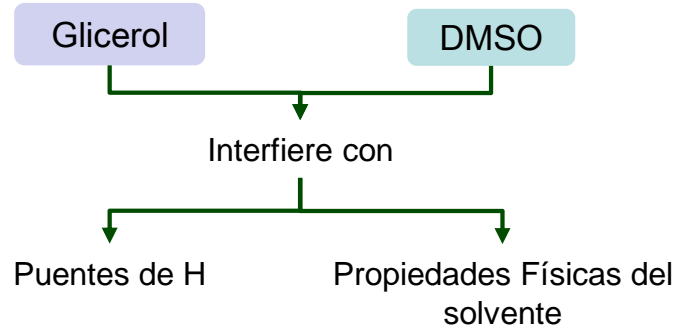 Glicerol
DMSO
Interfiere con
Puentes de H
Propiedades Físicas del
solvente